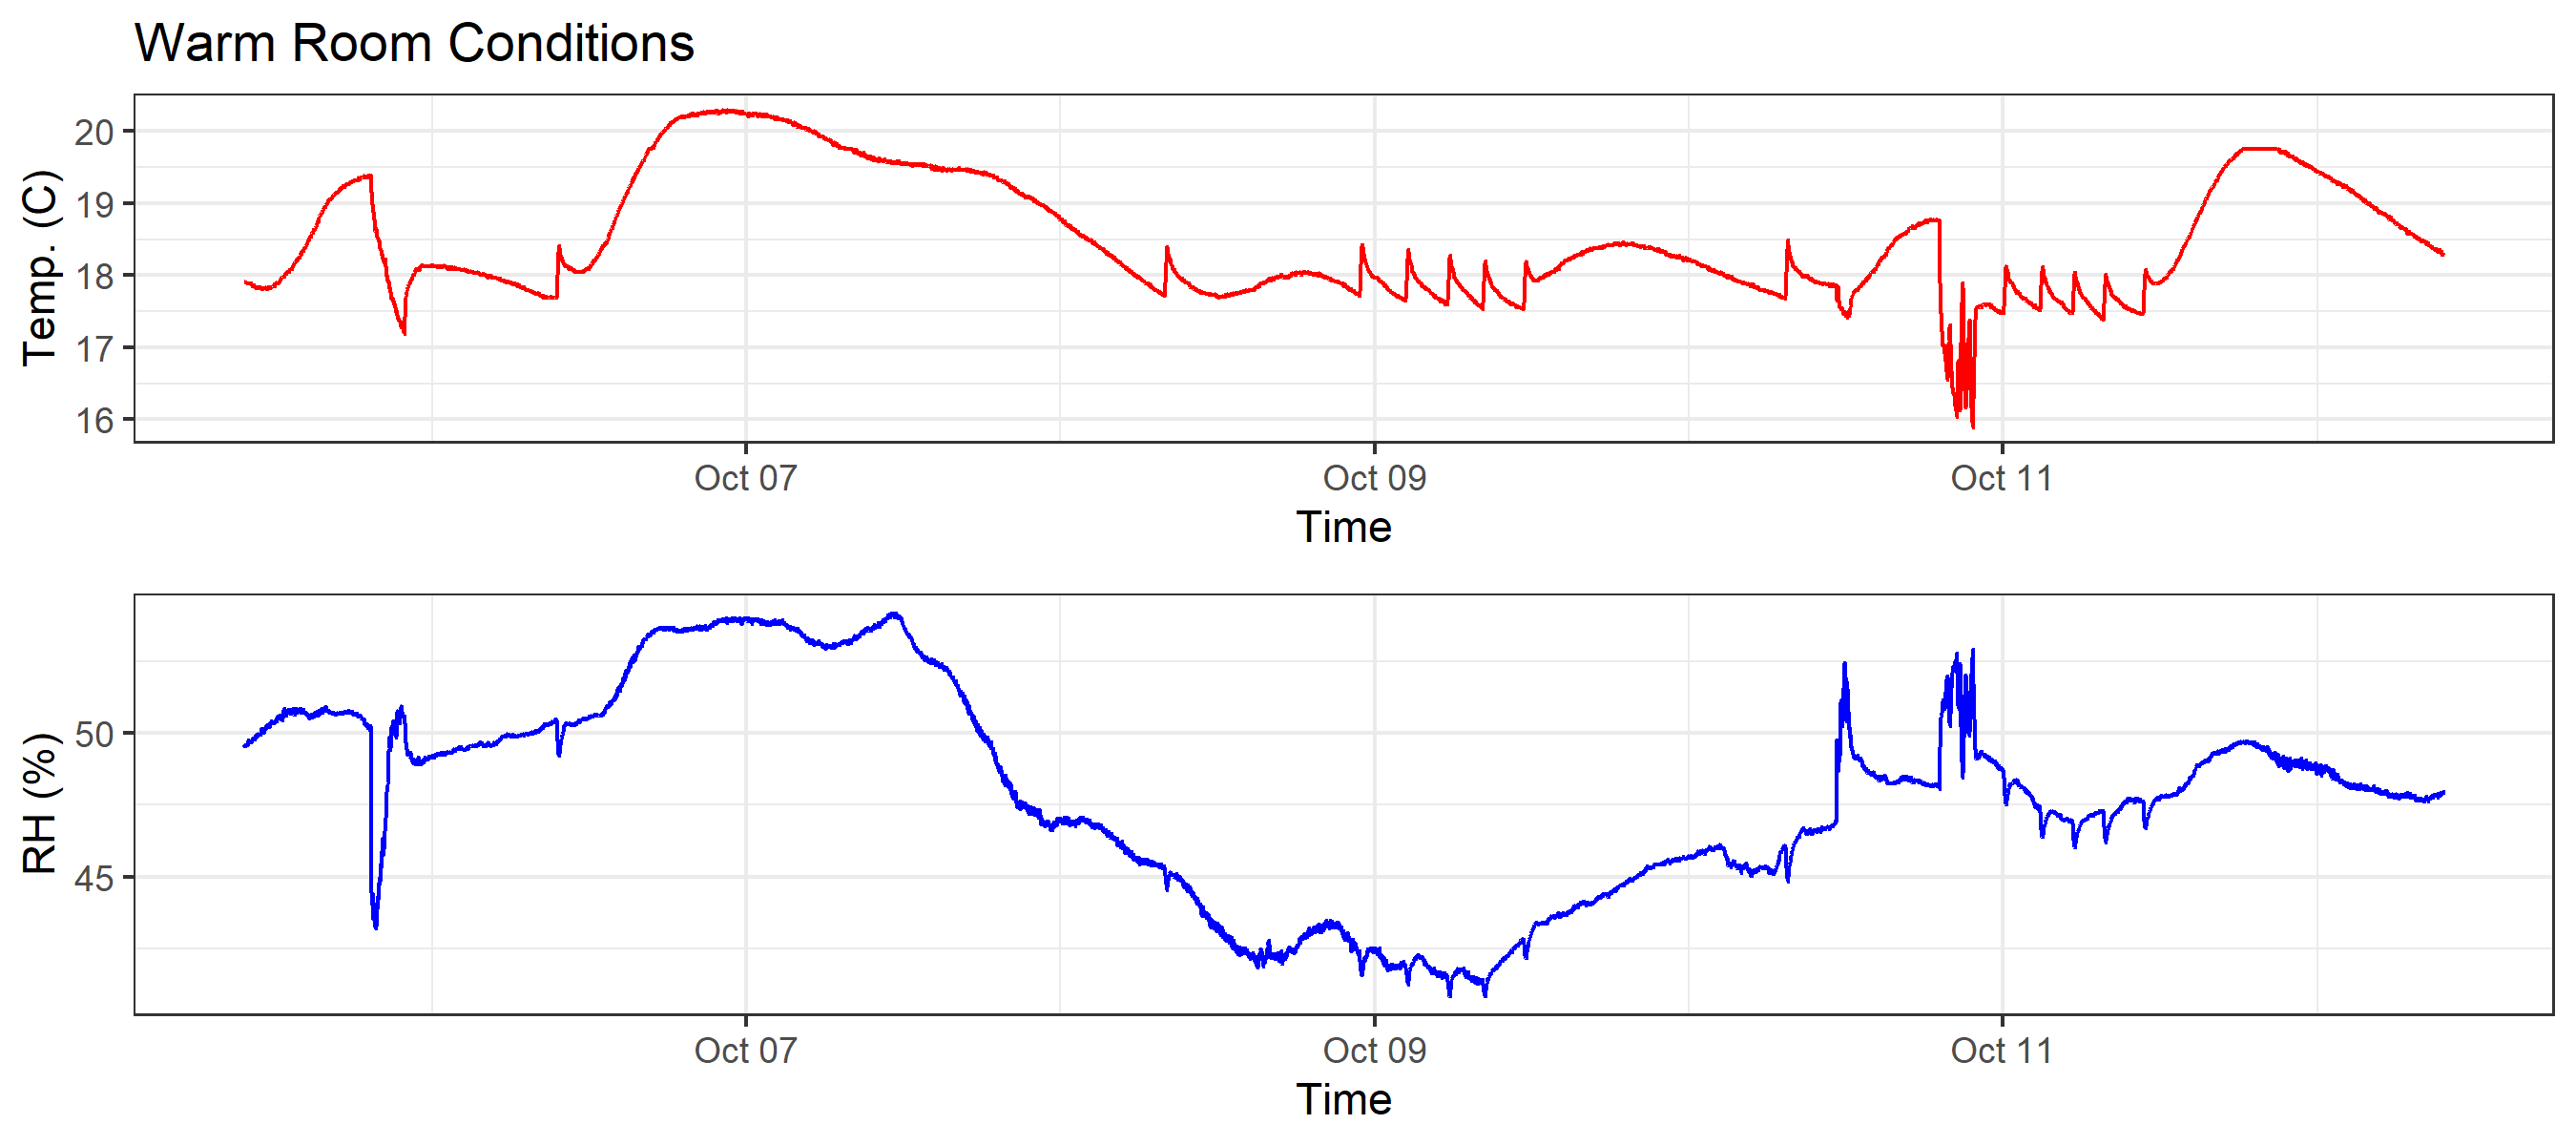 Warm Room Conditions
Temp. (C)
20
19
18
17
16
Oct 07 Oct 09 Oct 11
Time
RH (%)
50
45
Oct 07 Oct 09 Oct 11
Time